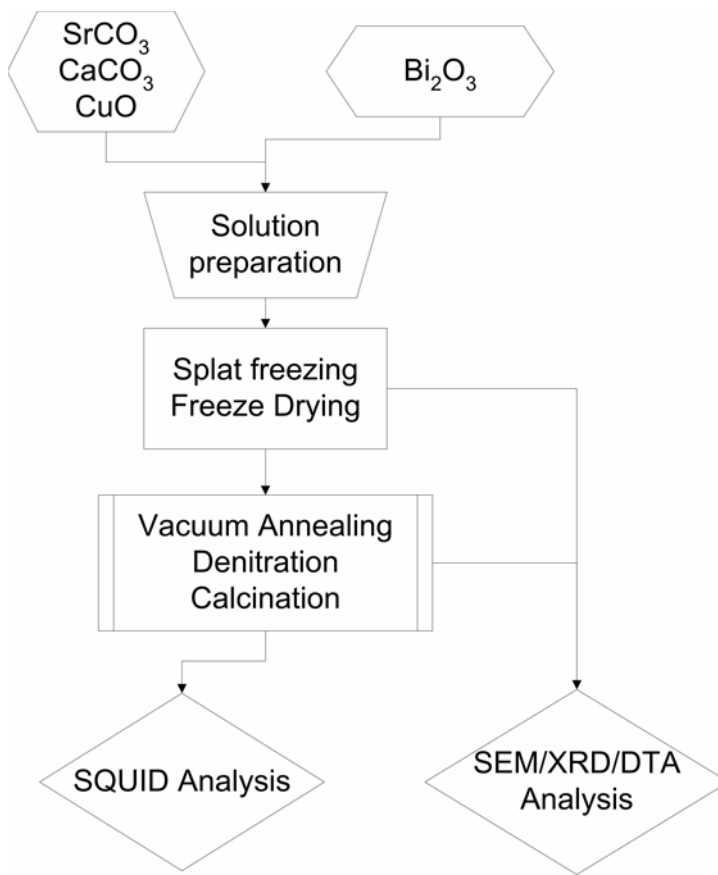 SrCO₃
CaCO₃
CuO
Bi₂O₃
Solution
preparation
Splat freezing
Freeze Drying
Vacuum Annealing
Denitration
Calcination
SQUID Analysis
SEM/XRD/DTA
Analysis